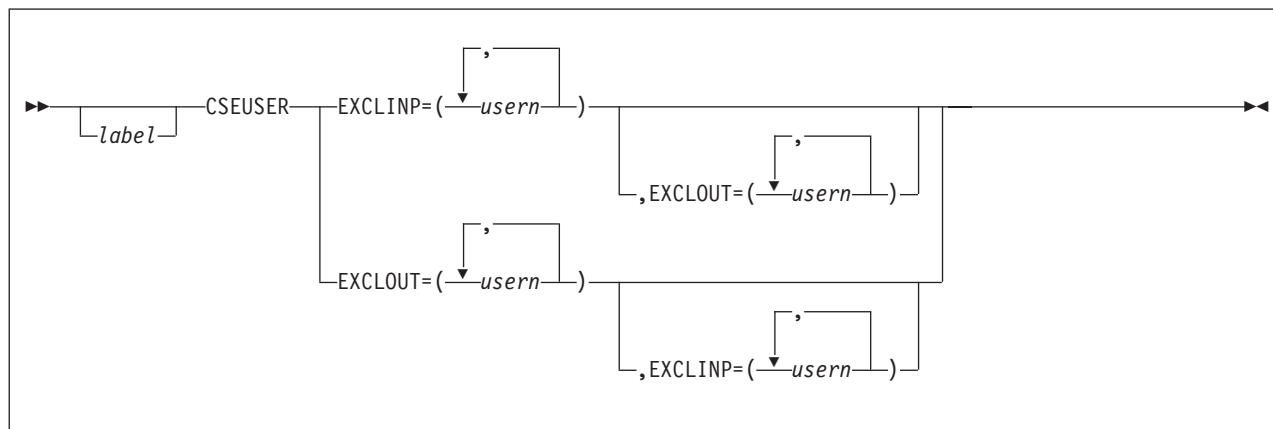 ,
label CSEUSER EXCLINP=( usern )
,
,EXCLOUT=( usern )
,
EXCLOUT=( usern )
,
,EXCLINP=( usern )